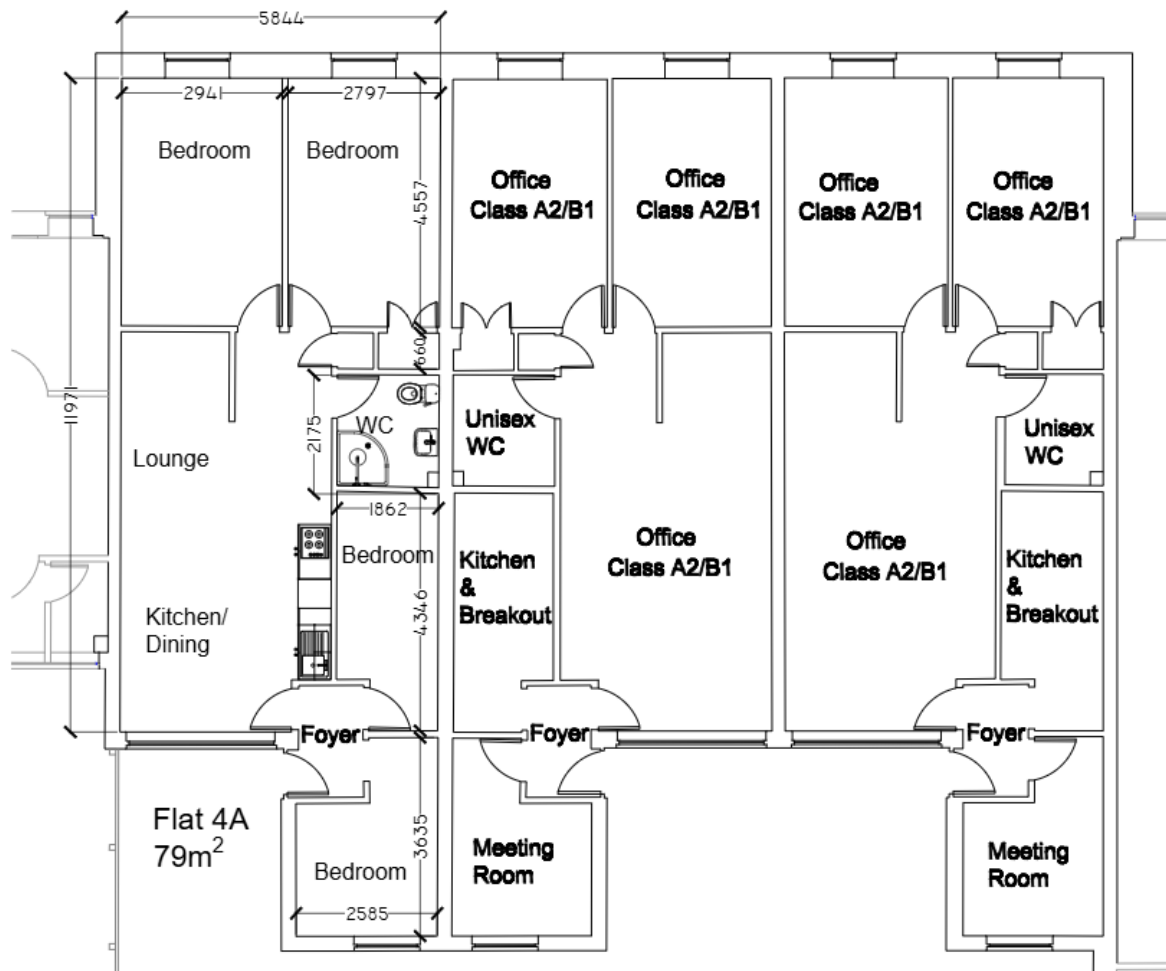 5844
2941
2797
Bedroom
Bedroom
4557
Office
Class A2/B1
Office
Class A2/B1
Office
Class A2/B1
Office
Class A2/B1
660
11971
2175
WC
Lounge
Unisex
WC
Unisex
WC
1862
Bedroom
Kitchen
&
Breakout
Office
Class A2/B1
Office
Class A2/B1
Kitchen
&
Breakout
4346
Kitchen/
Dining
Foyer
Foyer
Foyer
Flat 4A
79m²
3635
Bedroom
2585
Meeting
Room
Meeting
Room